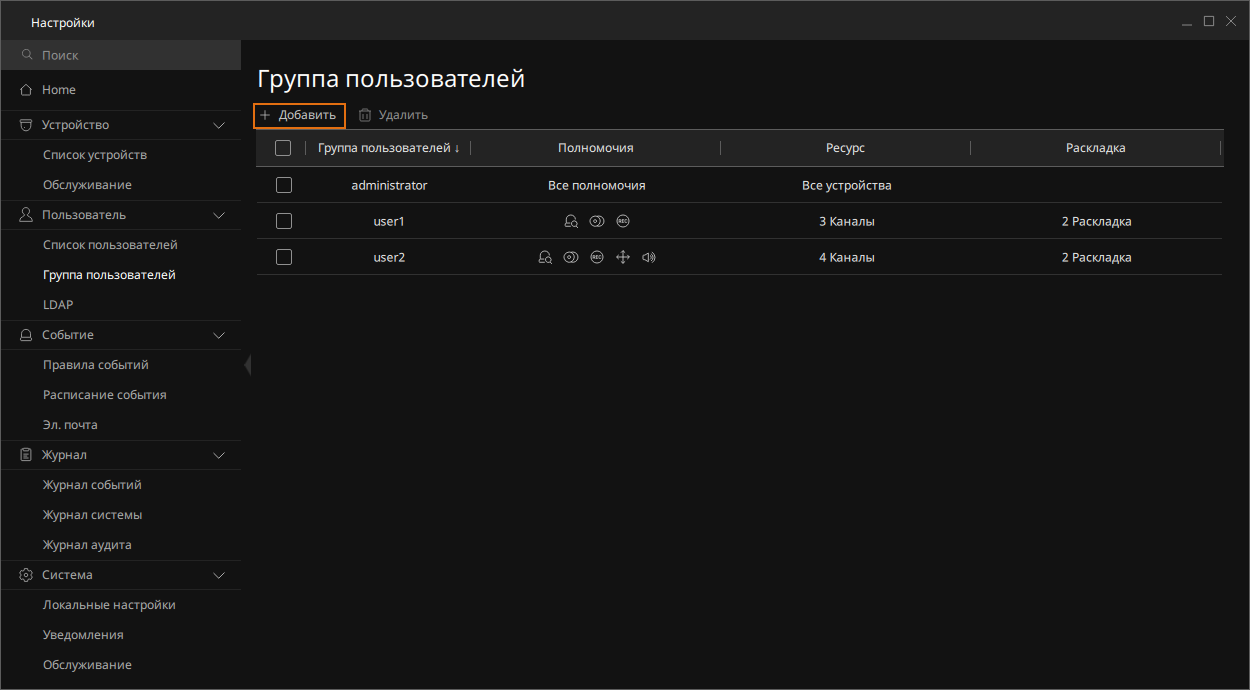 Настройки
Поиск
Home
Устройство
Список устройств
Обслуживание
Пользователь
Список пользователей
Группа пользователей
LDAP
Событие
Правила событий
Расписание события
Эл. почта
Журнал
Журнал событий
Журнал системы
Журнал аудита
Система
Локальные настройки
Уведомления
Обслуживание
Группа пользователей
+ Добавить Удалить
Группа пользователей ↓ Полномочия Ресурс Раскладка
administrator Все полномочия Все устройства
user1 REC 3 Каналы 2 Раскладка
user2 REC 4 Каналы 2 Раскладка